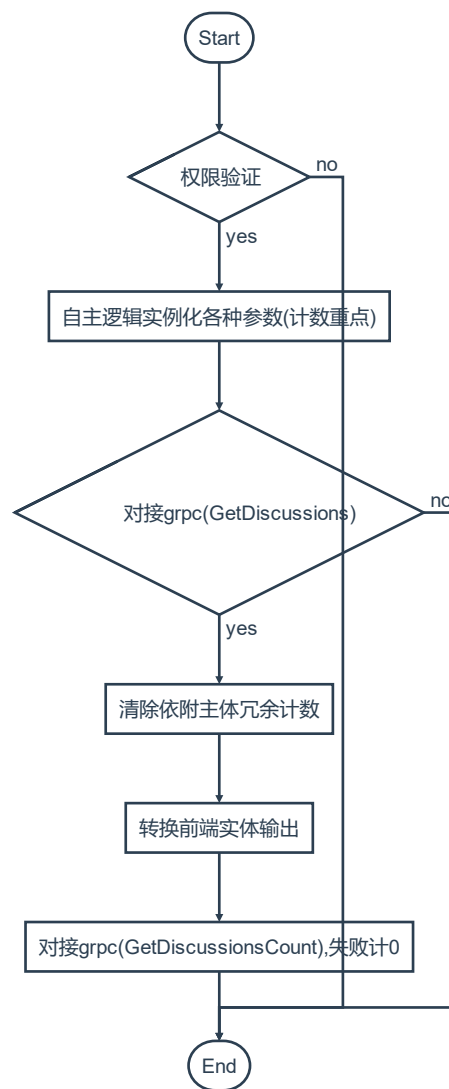 Start
权限验证
no
yes
自主逻辑实例化各种参数(计数重点)
对接grpc(GetDiscussions)
no
yes
清除依附主体冗余计数
转换前端实体输出
对接grpc(GetDiscussionsCount),失败计0
End